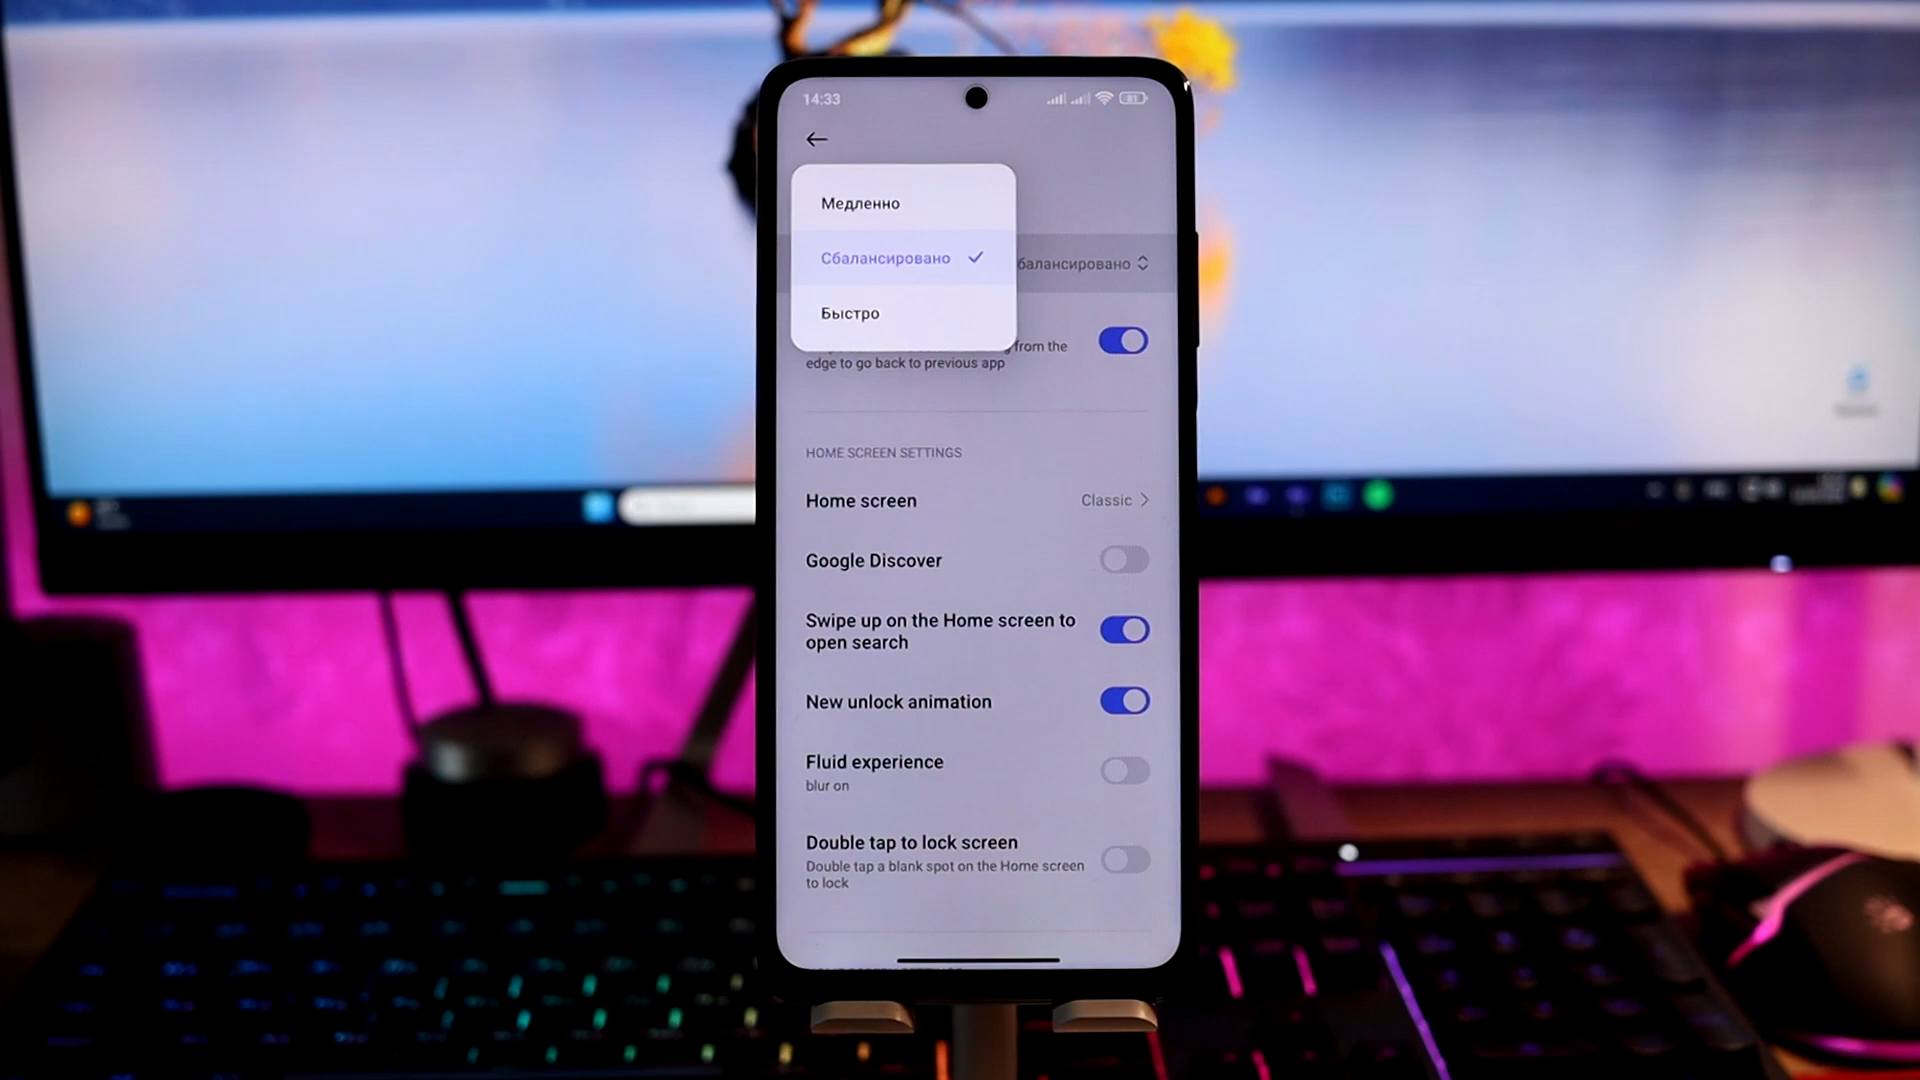 14:33
81
Медленно
Сбалансировано
балансировано
Быстро
from the
edge to go back to previous app
HOME SCREEN SETTINGS
Home screen
Classic
Google Discover
Swipe up on the Home screen to
open search
New unlock animation
Fluid experience
blur on
Double tap to lock screen
Double tap a blank spot on the Home screen
to lock